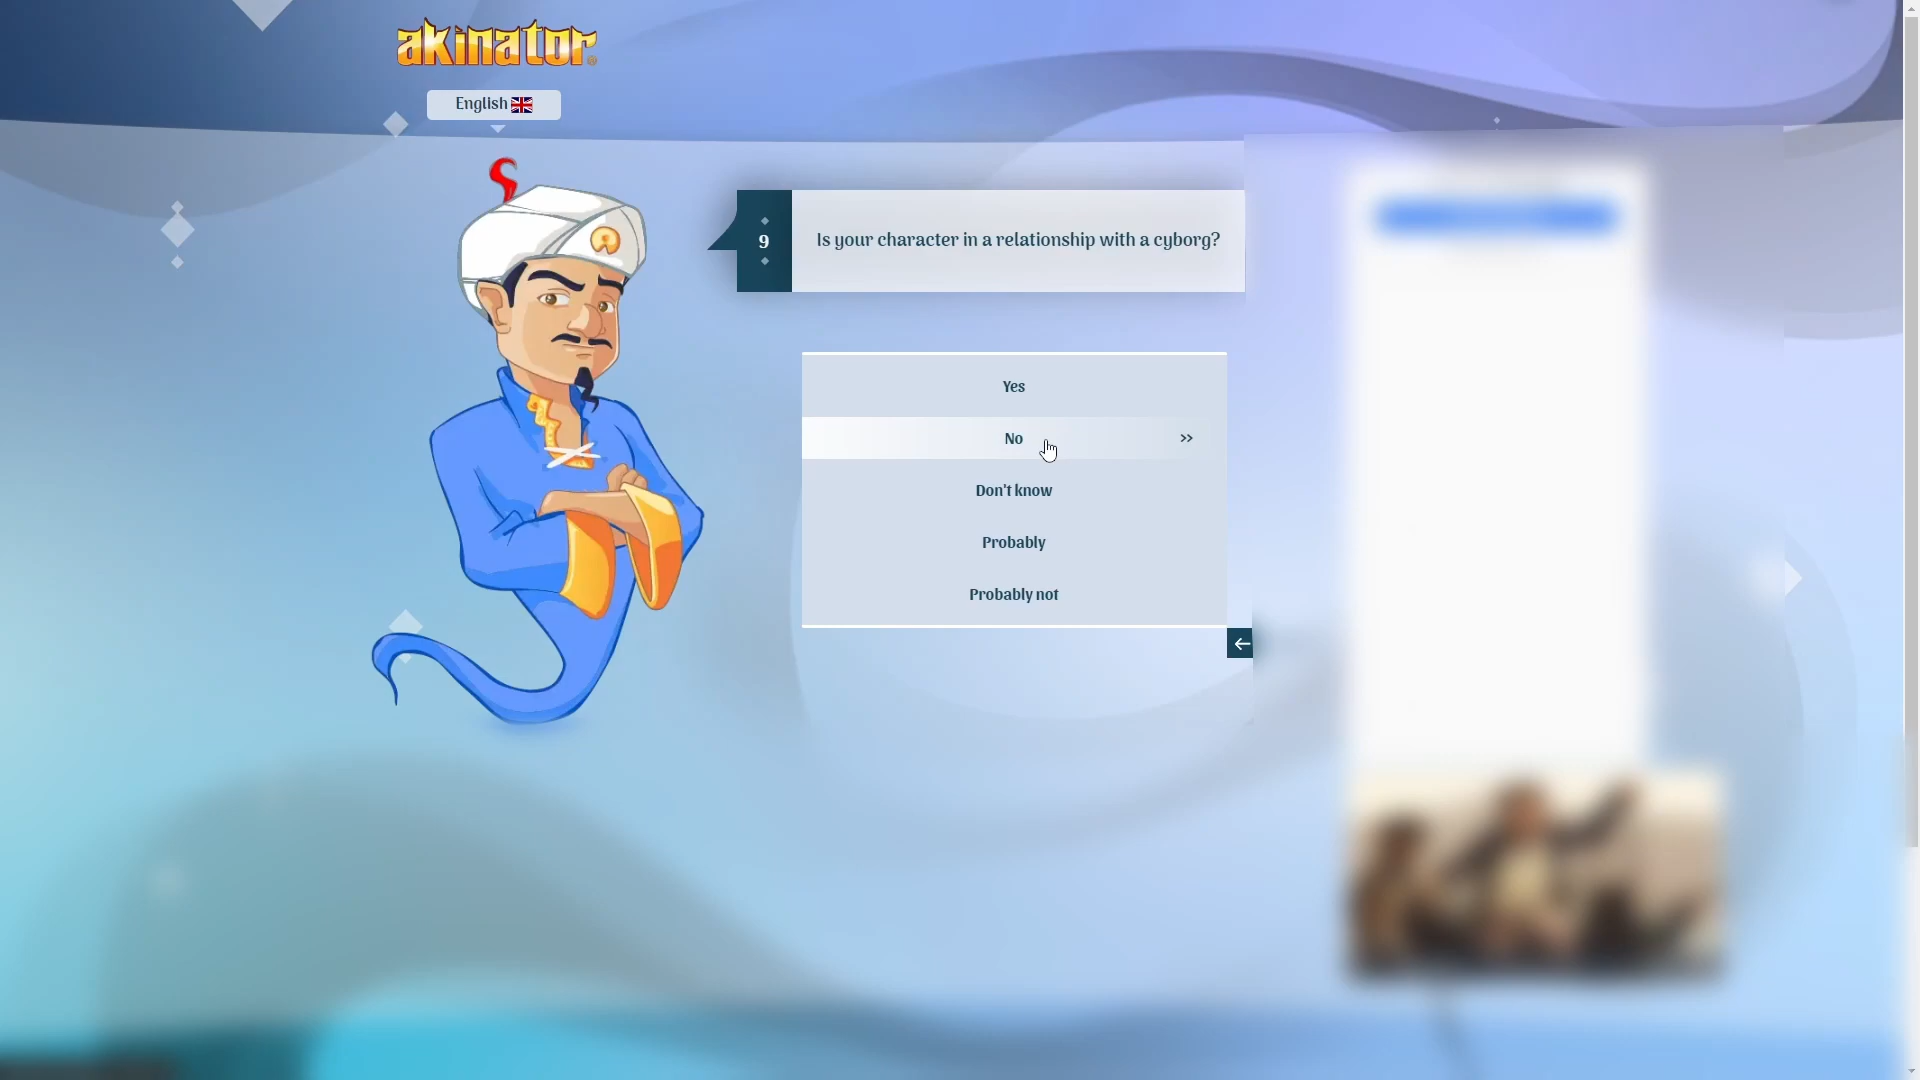 akinator®
English
9
Is your character in a relationship with a cyborg?
Yes
No >>
Don't know
Probably
Probably not